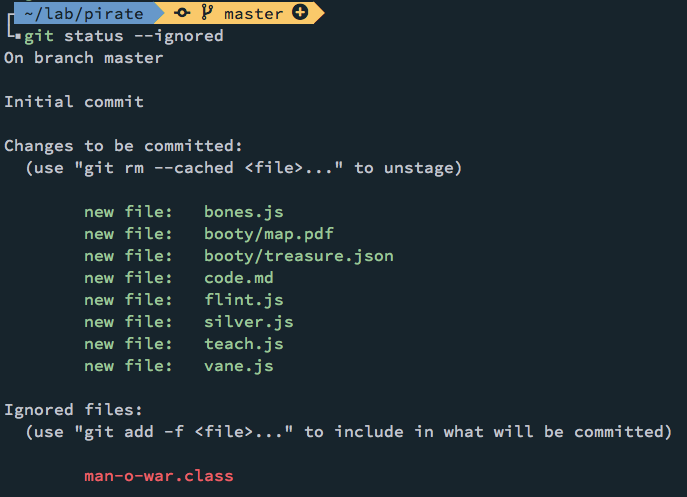 ~/lab/pirate master
git status --ignored
On branch master
Initial commit
Changes to be committed:
(use "git rm --cached <file>..." to unstage)
new file: bones.js
new file: booty/map.pdf
new file: booty/treasure.json
new file: code.md
new file: flint.js
new file: silver.js
new file: teach.js
new file: vane.js
Ignored files:
(use "git add -f <file>..." to include in what will be committed)
man-o-war.class